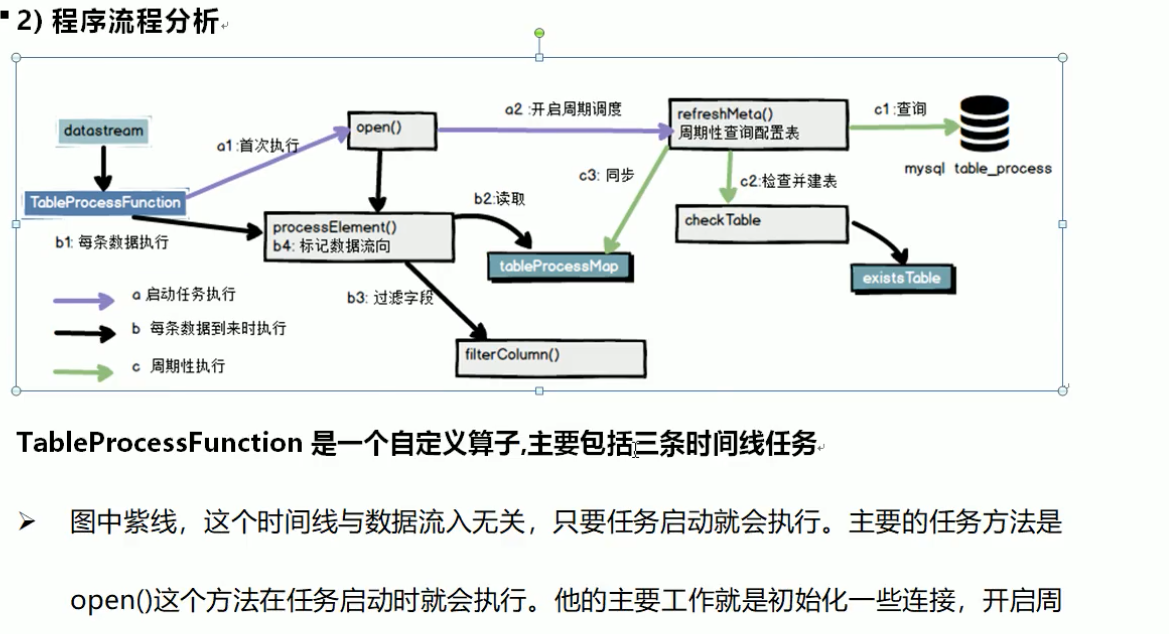 2) 程序流程分析
datastream
TableProcessFunction
a1:首次执行
open()
a2 :开启周期调度
refreshMeta()
周期性查询配置表
c1:查询
mysql table_process
b1: 每条数据执行
processElement()
b4: 标记数据流向
b2:读取
c3: 同步
c2:检查并建表
checkTable
tableProcessMap
existsTable
b3: 过滤字段
filterColumn()
a 启动任务执行
b 每条数据到来时执行
c 周期性执行
TableProcessFunction 是一个自定义算子,主要包括三条时间线任务
图中紫线，这个时间线与数据流入无关，只要任务启动就会执行。主要的任务方法是
open()这个方法在任务启动时就会执行。他的主要工作就是初始化一些连接，开启周